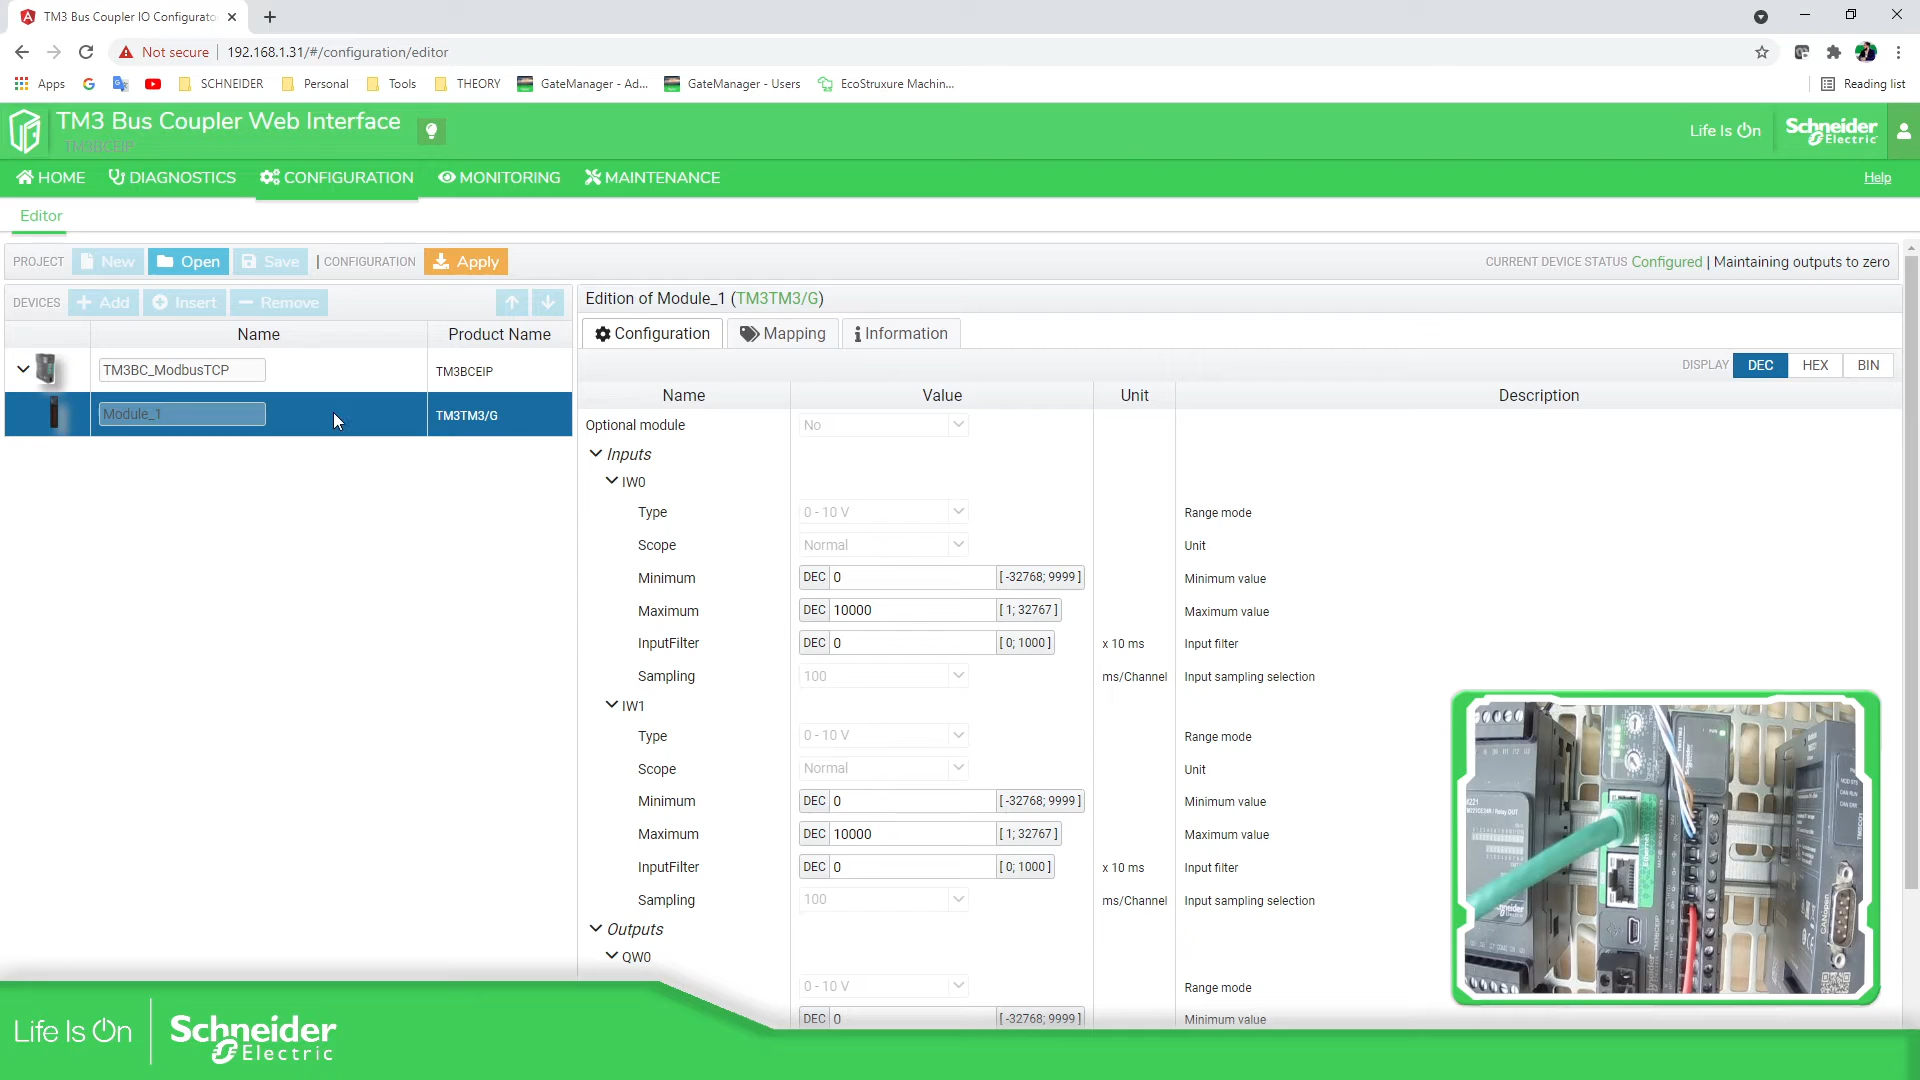 TM3 Bus Coupler IO Configurato
Not secure 192.168.1.31/#/configuration/editor
Apps SCHNEIDER Personal Tools THEORY GateManager - Ad... GateManager - Users EcoStruxure Machin... Reading list
TM3 Bus Coupler Web Interface
TM3BCEIP
Life Is On Schneider Electric
HOME DIAGNOSTICS CONFIGURATION MONITORING MAINTENANCE Help
Editor
PROJECT New Open Save | CONFIGURATION Apply CURRENT DEVICE STATUS Configured | Maintaining outputs to zero
DEVICES Add Insert Remove
Name Product Name
TM3BC_ModbusTCP TM3BCEIP
Module_1 TM3TM3/G
Edition of Module_1 (TM3TM3/G)
Configuration Mapping Information
DISPLAY DEC HEX BIN
Name Value Unit Description
Optional module No
Inputs
IW0
Type 0 - 10 V Range mode
Scope Normal Unit
Minimum DEC 0 [ -32768; 9999 ] Minimum value
Maximum DEC 10000 [ 1; 32767 ] Maximum value
InputFilter DEC 0 [ 0; 1000 ] x 10 ms Input filter
Sampling 100 ms/Channel Input sampling selection
IW1
Type 0 - 10 V Range mode
Scope Normal Unit
Minimum DEC 0 [ -32768; 9999 ] Minimum value
Maximum DEC 10000 [ 1; 32767 ] Maximum value
InputFilter DEC 0 [ 0; 1000 ] x 10 ms Input filter
Sampling 100 ms/Channel Input sampling selection
Outputs
QW0
0 - 10 V Range mode
DEC 0 [ -32768; 9999 ] Minimum value
Life Is On Schneider Electric